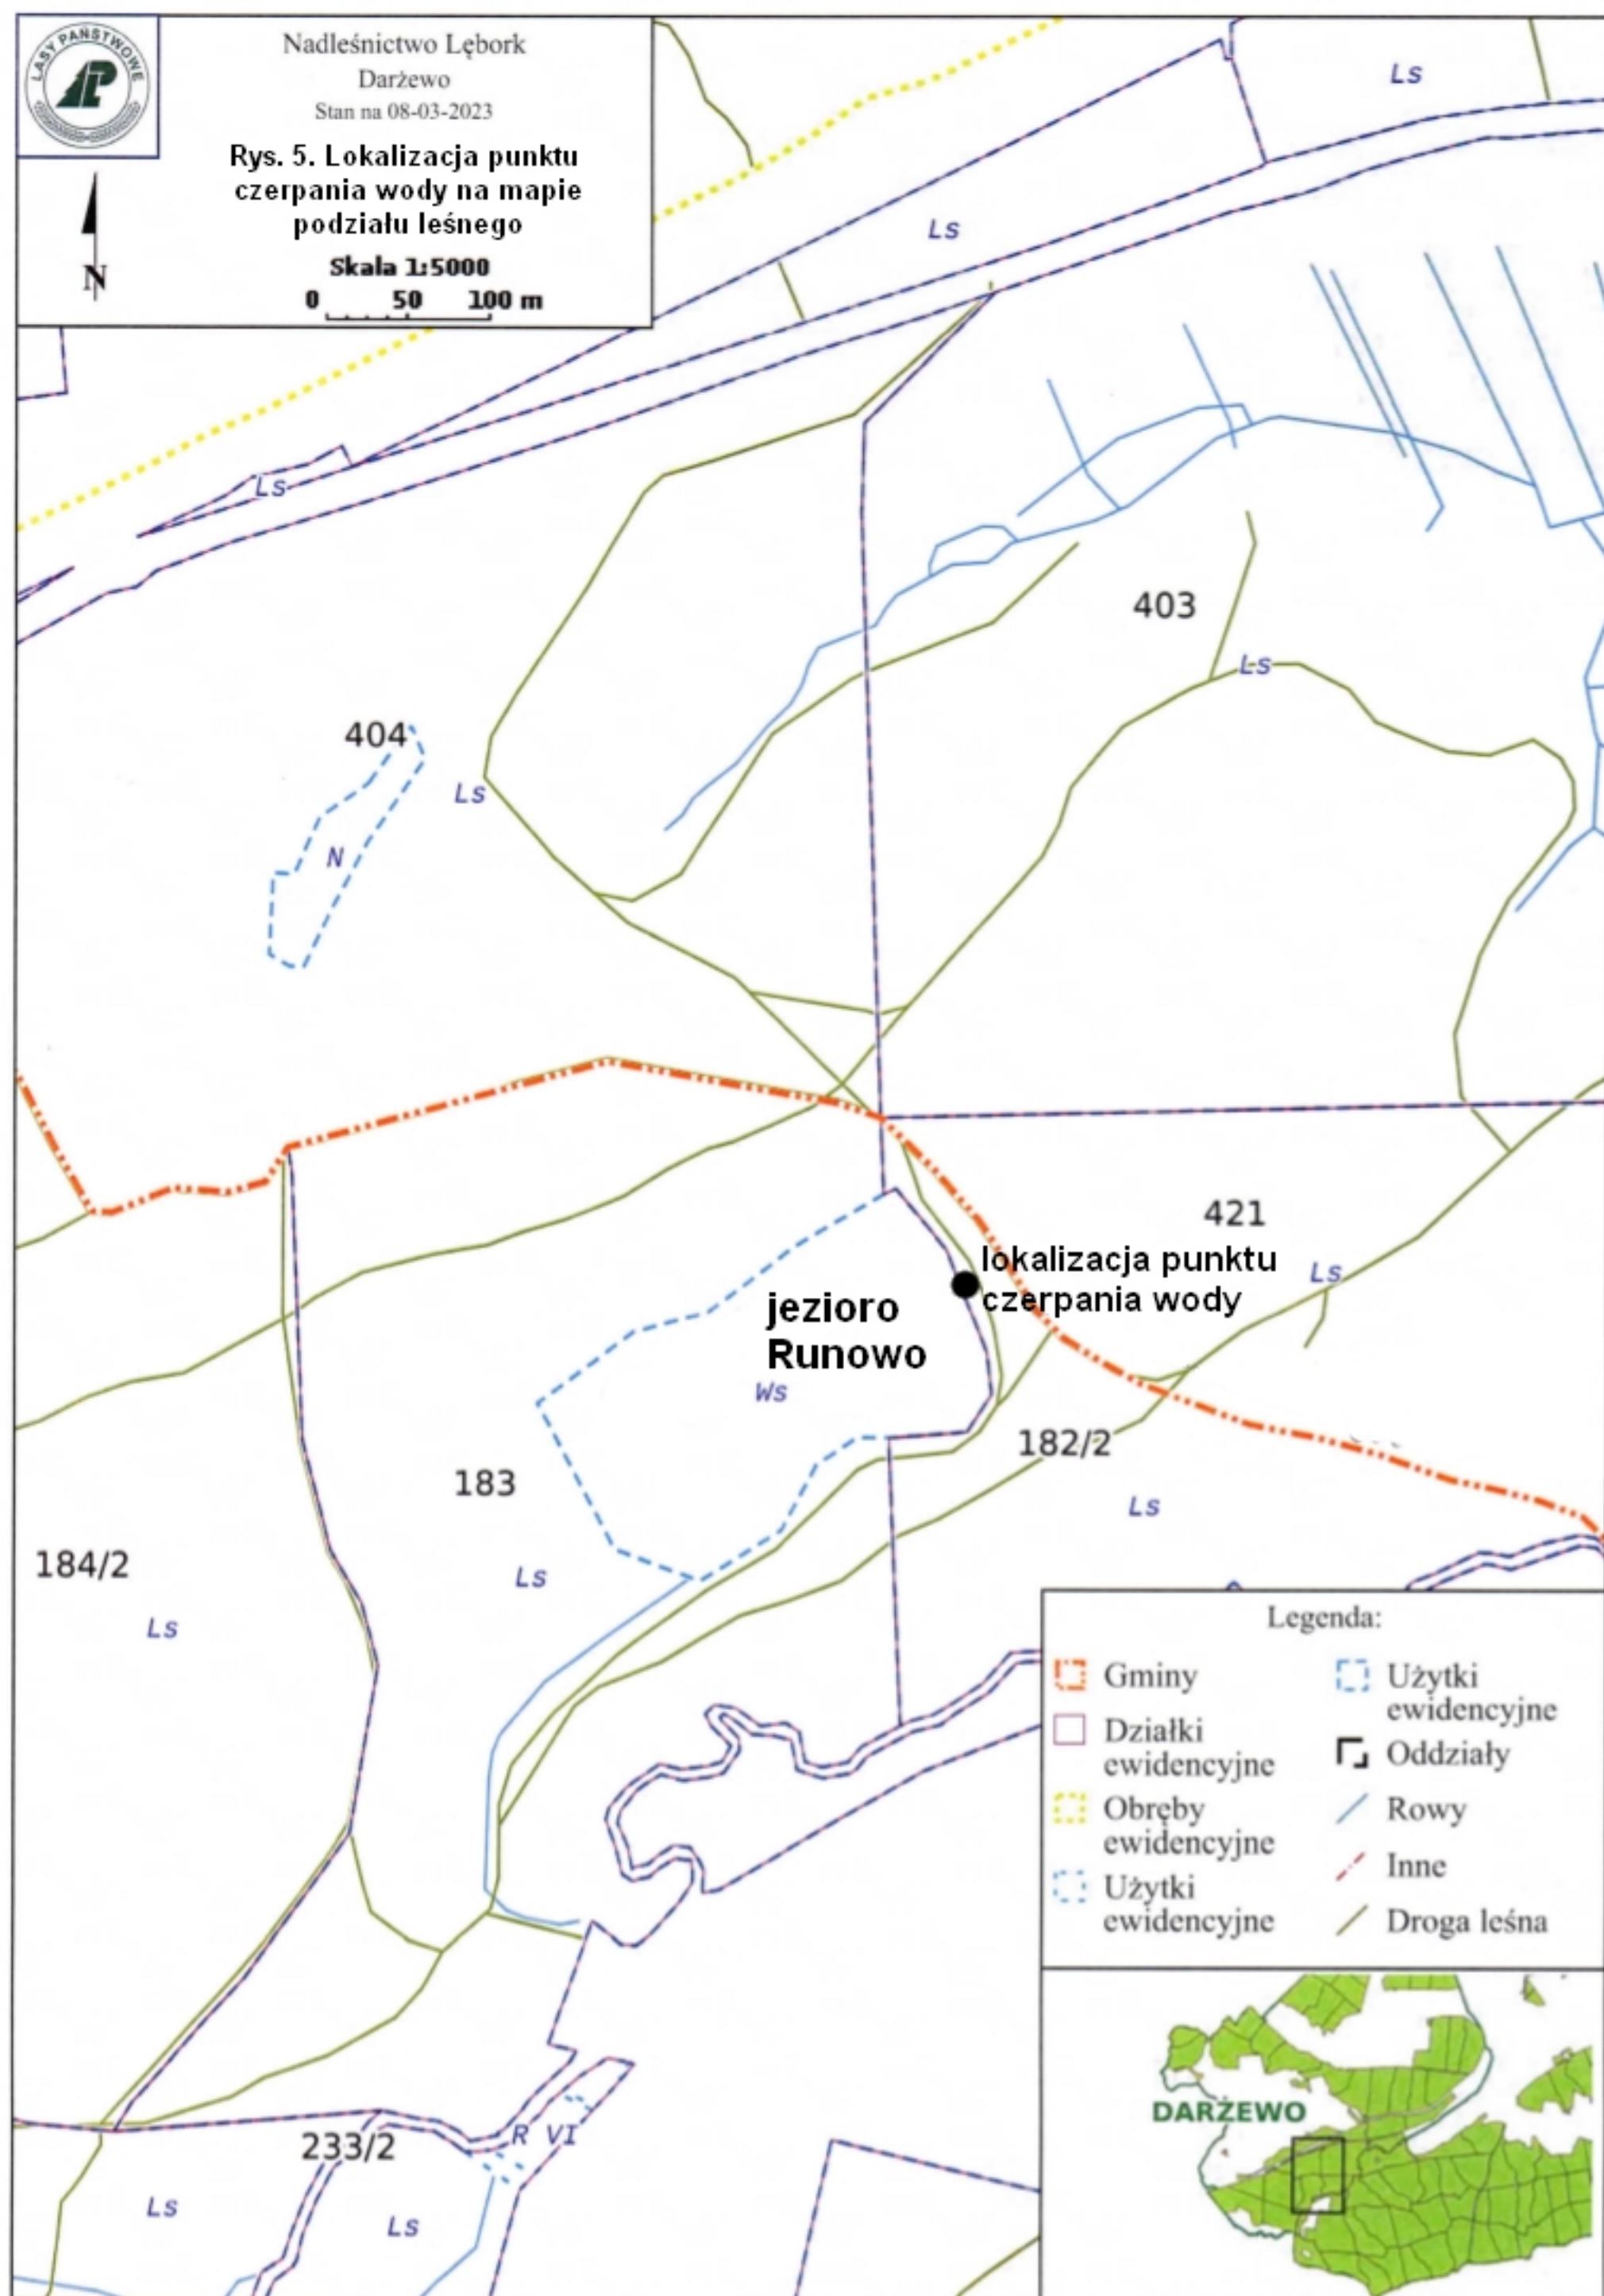 LASY PAŃSTWOWE
Nadleśnictwo Lębork
Darżewo
Stan na 08-03-2023
Rys. 5. Lokalizacja punktu
czerpania wody na mapie
podziału leśnego
Skala 1:5000
0 50 100 m
N
Ls
Ls
Ls
403
Ls
404
Ls
N
421
lokalizacja punktu
czerpania wody
Ls
jezioro
Runowo
Ws
182/2
183
Ls
184/2
Ls
Ls
Legenda:
Gminy
Działki
ewidencyjne
Obręby
ewidencyjne
Użytki
ewidencyjne
Użytki
ewidencyjne
Oddziały
Rowy
Inne
Droga leśna
DARŻEWO
R VI
233/2
Ls
Ls